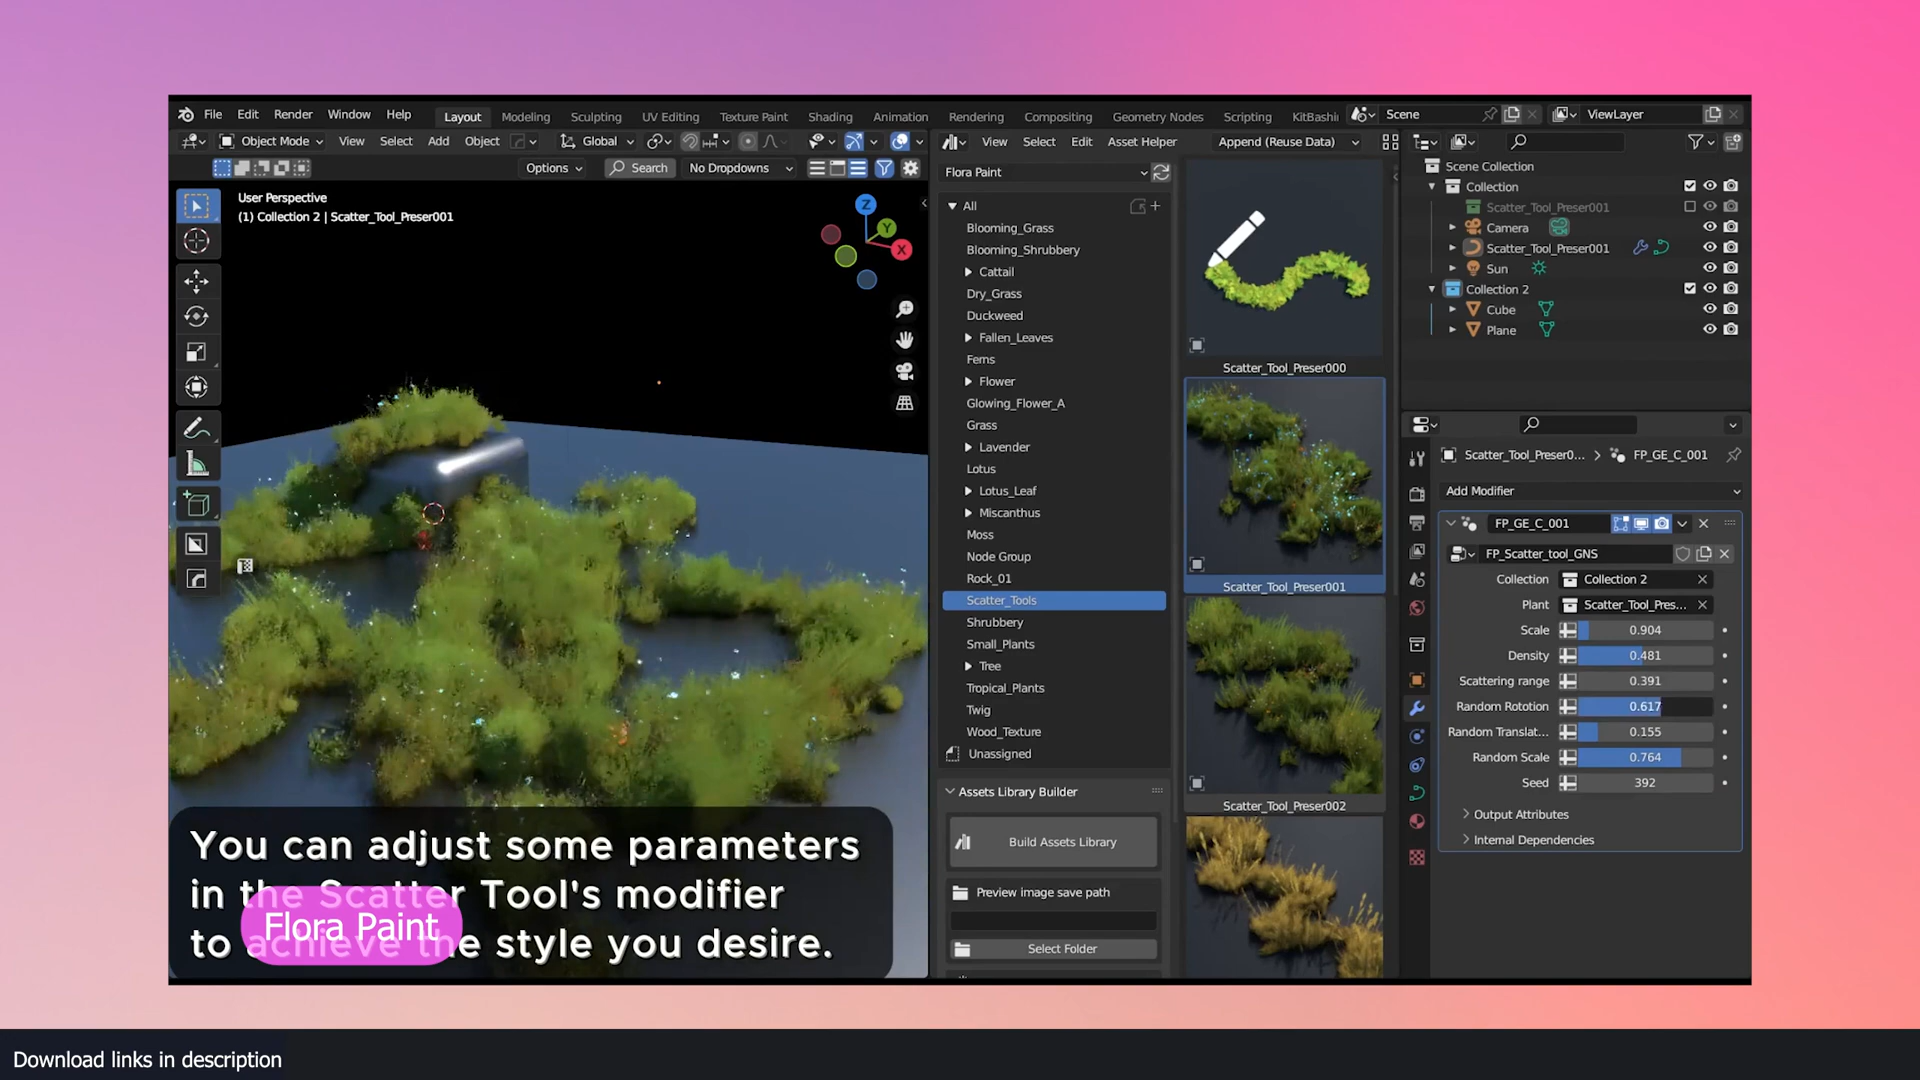 File Edit Render Window Help Layout Modeling Sculpting UV Editing Texture Paint Shading Animation Rendering Compositing Geometry Nodes Scripting KitBashi Scene ViewLayer
Object Mode View Select Add Object Global View Select Edit Asset Helper Append (Reuse Data)
Options Search No Dropdowns
User Perspective
(1) Collection 2 | Scatter_Tool_Preser001
Z
Y
X
Flora Paint
All
Blooming_Grass
Blooming_Shrubbery
Cattail
Dry_Grass
Duckweed
Fallen_Leaves
Ferns
Flower
Glowing_Flower_A
Grass
Lavender
Lotus
Lotus_Leaf
Miscanthus
Moss
Node Group
Rock_01
Scatter_Tools
Shrubbery
Small_Plants
Tree
Tropical_Plants
Twig
Wood_Texture
Unassigned
Assets Library Builder
Build Assets Library
Preview image save path
Select Folder
Scatter_Tool_Preser000
Scatter_Tool_Preser001
Scatter_Tool_Preser002
Scene Collection
Collection
Scatter_Tool_Preser001
Camera
Scatter_Tool_Preser001
Sun
Collection 2
Cube
Plane
Scatter_Tool_Preser0... FP_GE_C_001
Add Modifier
FP_GE_C_001
FP_Scatter_tool_GNS
Collection Collection 2
Plant Scatter_Tool_Pres...
Scale 0.904
Density 0.481
Scattering range 0.391
Random Rototion 0.617
Random Translat... 0.155
Random Scale 0.764
Seed 392
Output Attributes
Internal Dependencies
You can adjust some parameters
in the Scatter Tool's modifier
to achieve the style you desire.
Flora Paint
Download links in description